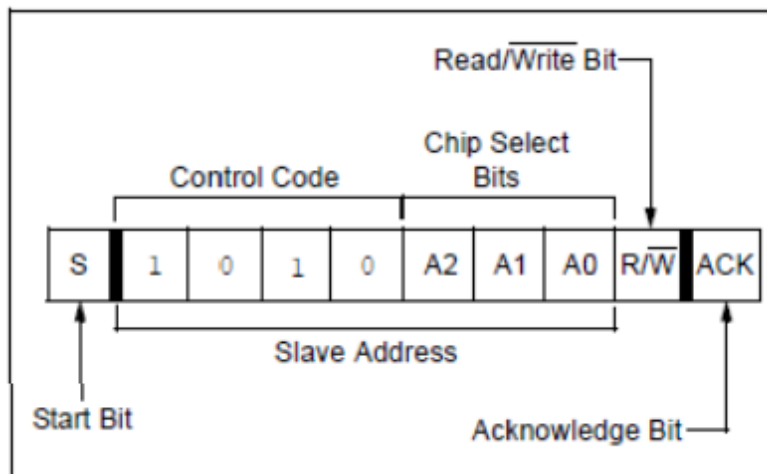 Read/Write Bit
Chip Select
Control Code Bits
S 1 0 1 0 A2 A1 A0 R/W ACK
Slave Address
Start Bit
Acknowledge Bit